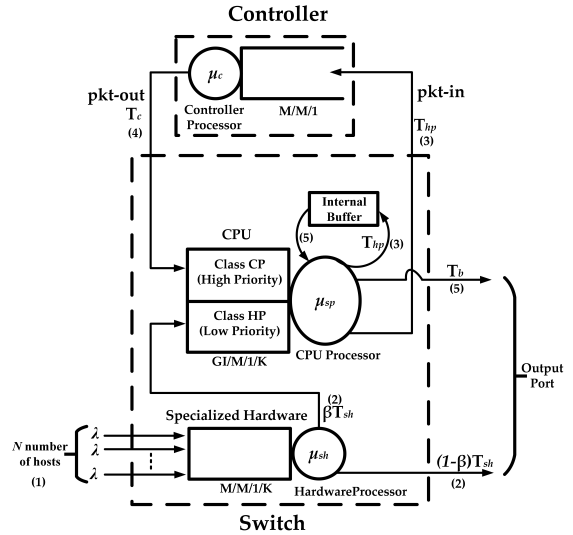 Controller
μc
Controller
Processor
M/M/1
pkt-out
Tc
(4)
pkt-in
Thp
(3)
Internal
Buffer
(5)
Thp
(3)
CPU
Class CP
(High Priority)
Class HP
(Low Priority)
GI/M/1/K
μsp
CPU Processor
Tb
(5)
Output
Port
(2)
βTsh
Specialized Hardware
N number
of hosts
(1)
λ
λ
λ
μsh
M/M/1/K
HardwareProcessor
(1-β)Tsh
(2)
Switch